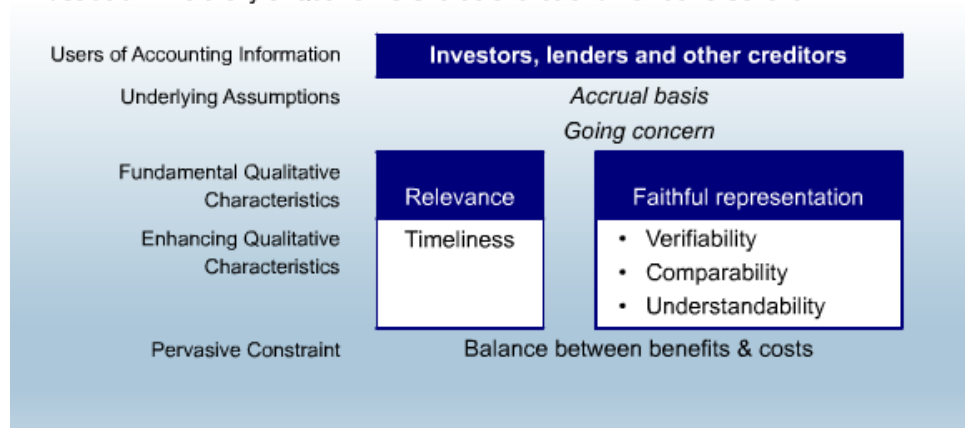 Users of Accounting Information
Investors, lenders and other creditors
Underlying Assumptions
Accrual basis
Going concern
Fundamental Qualitative
Characteristics
Relevance
Faithful representation
Enhancing Qualitative
Characteristics
Timeliness
• Verifiability
• Comparability
• Understandability
Pervasive Constraint
Balance between benefits & costs